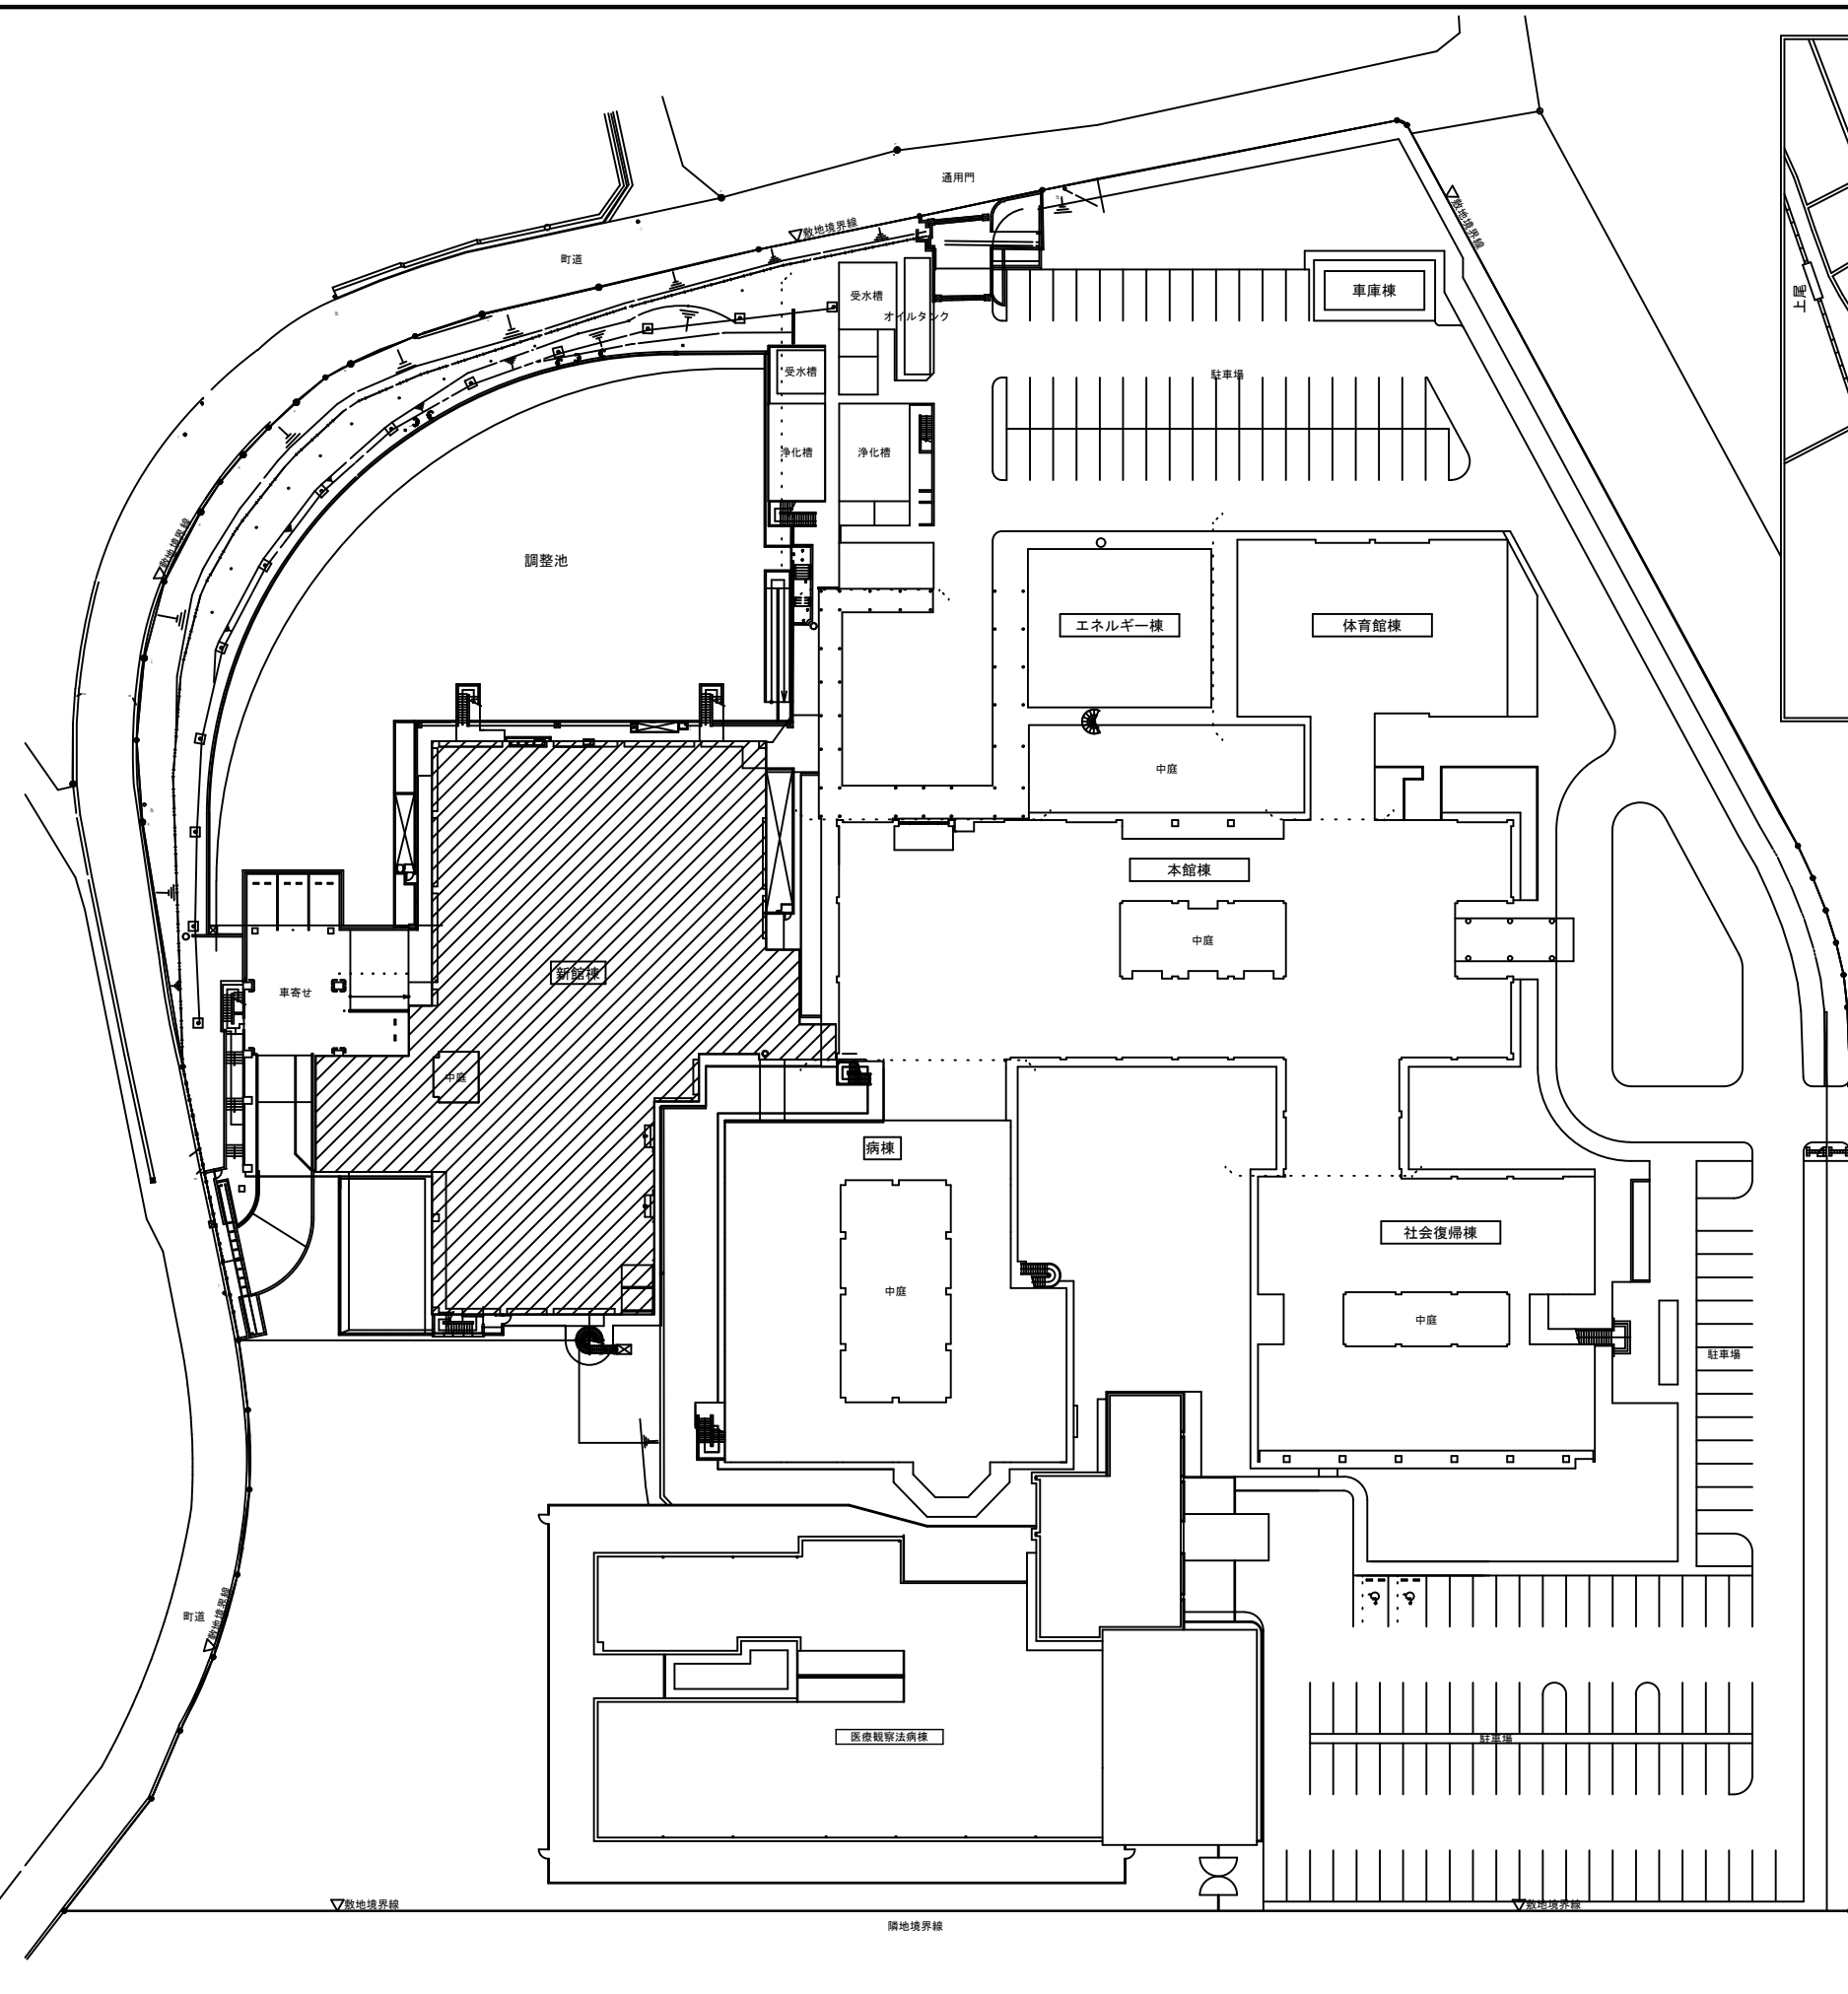 通用門
敷地境界線
敷地境界線
町道
受水槽
車庫棟
上尾
オイルタンク
受水槽
駐車場
浄化槽
浄化槽
敷地境界線
調整池
エネルギー棟
体育館棟
中庭
本館棟
中庭
新館棟
車寄せ
中庭
病棟
社会復帰棟
中庭
中庭
駐車場
町道
敷地境界線
医療観察法病棟
駐車場
敷地境界線
敷地境界線
隣地境界線